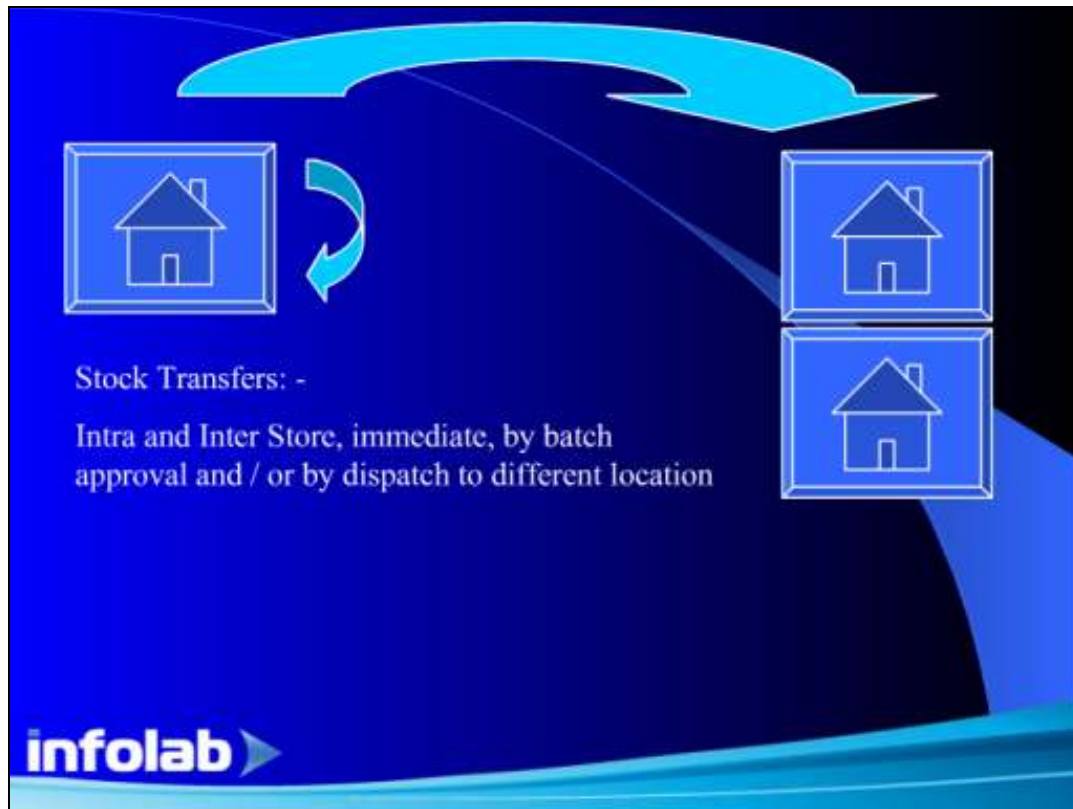 Stock Transfers: -
Intra and Inter Store, immediate, by batch
approval and / or by dispatch to different location
infolab